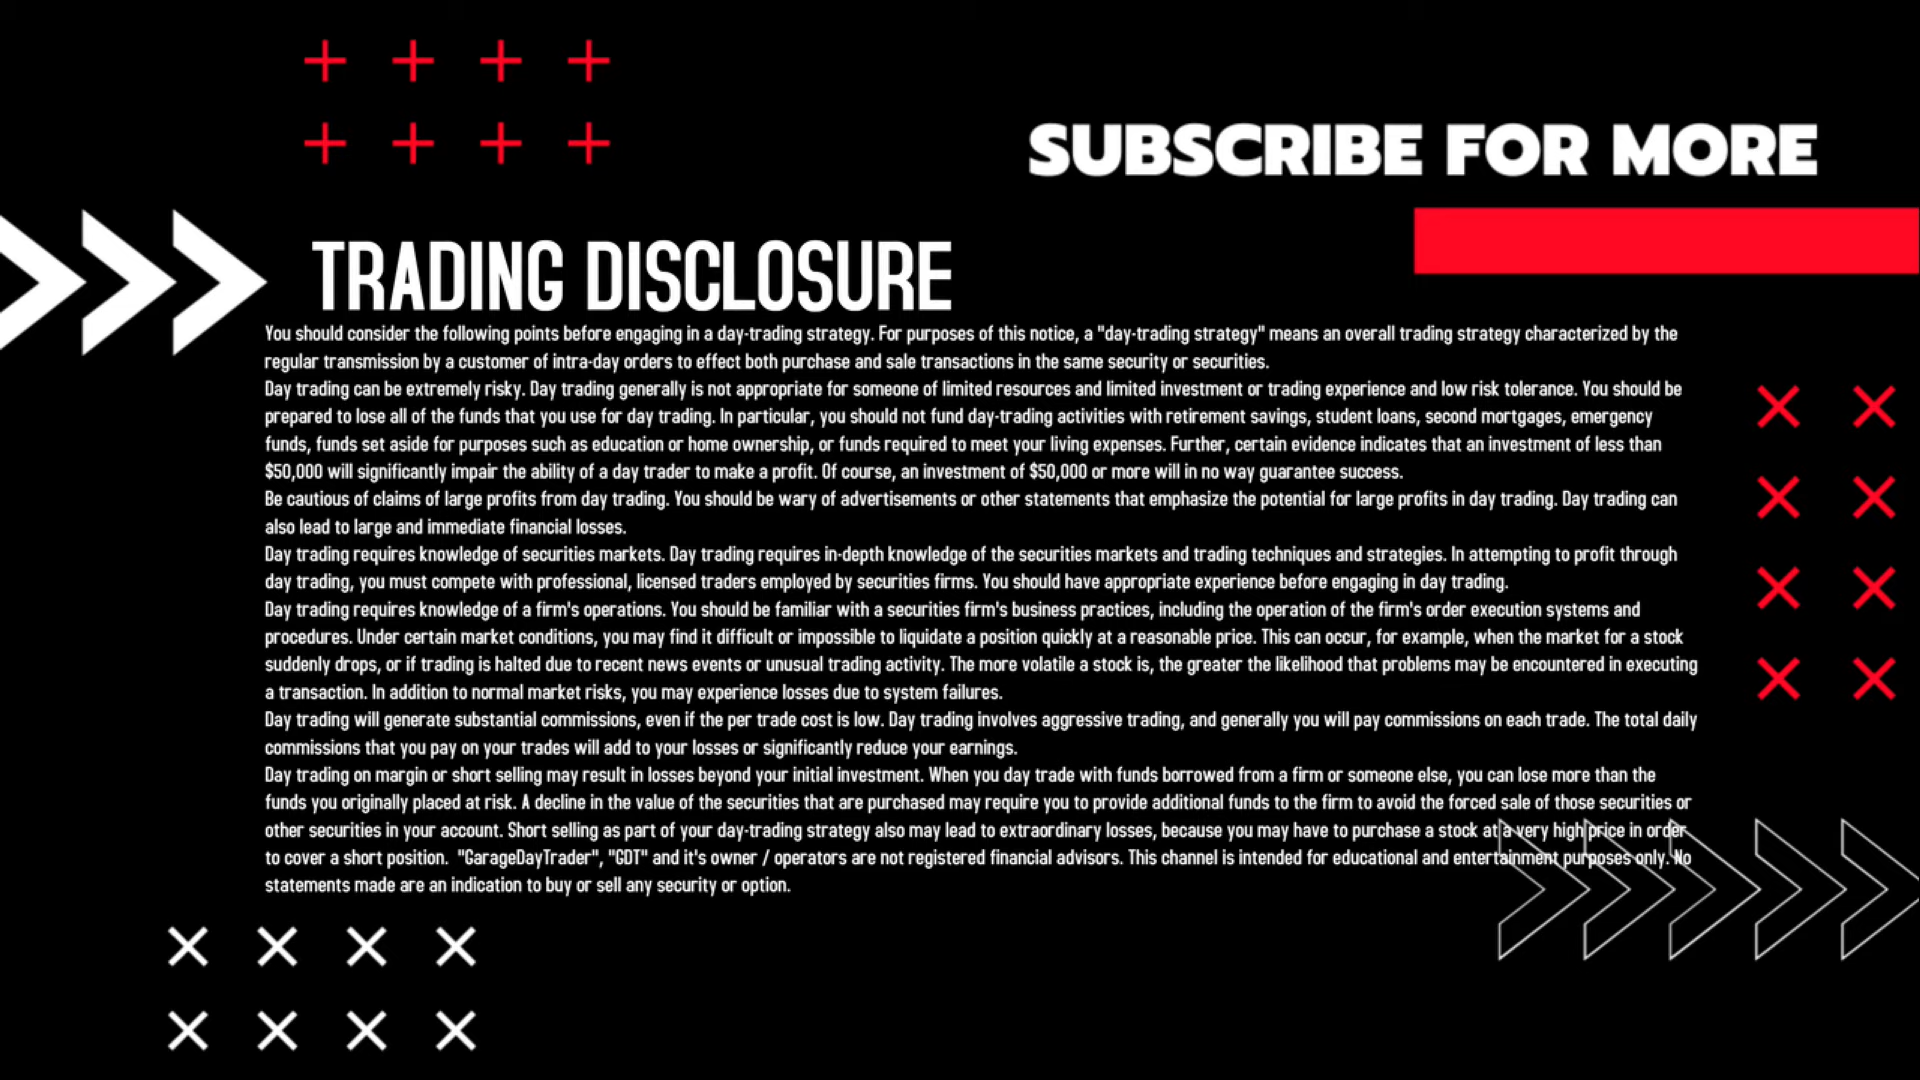 SUBSCRIBE FOR MORE
TRADING DISCLOSURE
You should consider the following points before engaging in a day-trading strategy. For purposes of this notice, a "day-trading strategy" means an overall trading strategy characterized by the
regular transmission by a customer of intra-day orders to effect both purchase and sale transactions in the same security or securities.
Day trading can be extremely risky. Day trading generally is not appropriate for someone of limited resources and limited investment or trading experience and low risk tolerance. You should be
prepared to lose all of the funds that you use for day trading. In particular, you should not fund day-trading activities with retirement savings, student loans, second mortgages, emergency
funds, funds set aside for purposes such as education or home ownership, or funds required to meet your living expenses. Further, certain evidence indicates that an investment of less than
$50,000 will significantly impair the ability of a day trader to make a profit. Of course, an investment of $50,000 or more will in no way guarantee success.
Be cautious of claims of large profits from day trading. You should be wary of advertisements or other statements that emphasize the potential for large profits in day trading. Day trading can
also lead to large and immediate financial losses.
Day trading requires knowledge of securities markets. Day trading requires in-depth knowledge of the securities markets and trading techniques and strategies. In attempting to profit through
day trading, you must compete with professional, licensed traders employed by securities firms. You should have appropriate experience before engaging in day trading.
Day trading requires knowledge of a firm's operations. You should be familiar with a securities firm's business practices, including the operation of the firm's order execution systems and
procedures. Under certain market conditions, you may find it difficult or impossible to liquidate a position quickly at a reasonable price. This can occur, for example, when the market for a stock
suddenly drops, or if trading is halted due to recent news events or unusual trading activity. The more volatile a stock is, the greater the likelihood that problems may be encountered in executing
a transaction. In addition to normal market risks, you may experience losses due to system failures.
Day trading will generate substantial commissions, even if the per trade cost is low. Day trading involves aggressive trading, and generally you will pay commissions on each trade. The total daily
commissions that you pay on your trades will add to your losses or significantly reduce your earnings.
Day trading on margin or short selling may result in losses beyond your initial investment. When you day trade with funds borrowed from a firm or someone else, you can lose more than the
funds you originally placed at risk. A decline in the value of the securities that are purchased may require you to provide additional funds to the firm to avoid the forced sale of those securities or
other securities in your account. Short selling as part of your day-trading strategy also may lead to extraordinary losses, because you may have to purchase a stock at a very high price in order
to cover a short position.  "GarageDayTrader", "GDT" and it's owner / operators are not registered financial advisors. This channel is intended for educational and entertainment purposes only. No
statements made are an indication to buy or sell any security or option.